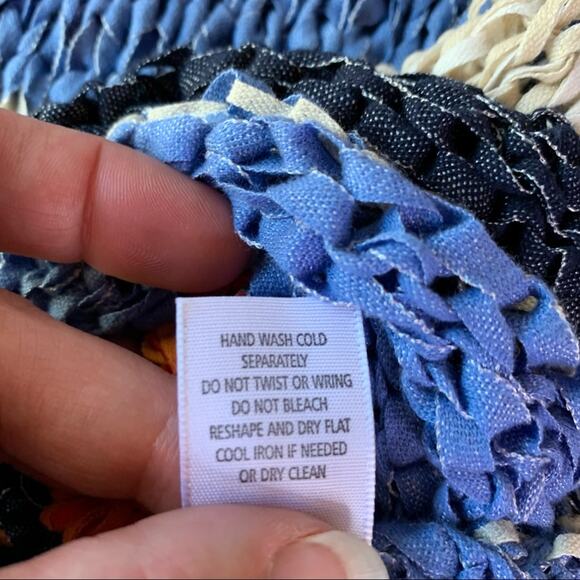 HAND WASH COLD
SEPARATELY
DO NOT TWIST OR WRING
DO NOT BLEACH
RESHAPE AND DRY FLAT
COOL IRON IF NEEDED
OR DRY CLEAN